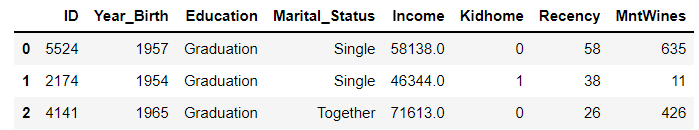 ID Year_Birth Education Marital_Status Income Kidhome Recency MntWines
0 5524 1957 Graduation Single 58138.0 0 58 635
1 2174 1954 Graduation Single 46344.0 1 38 11
2 4141 1965 Graduation Together 71613.0 0 26 426